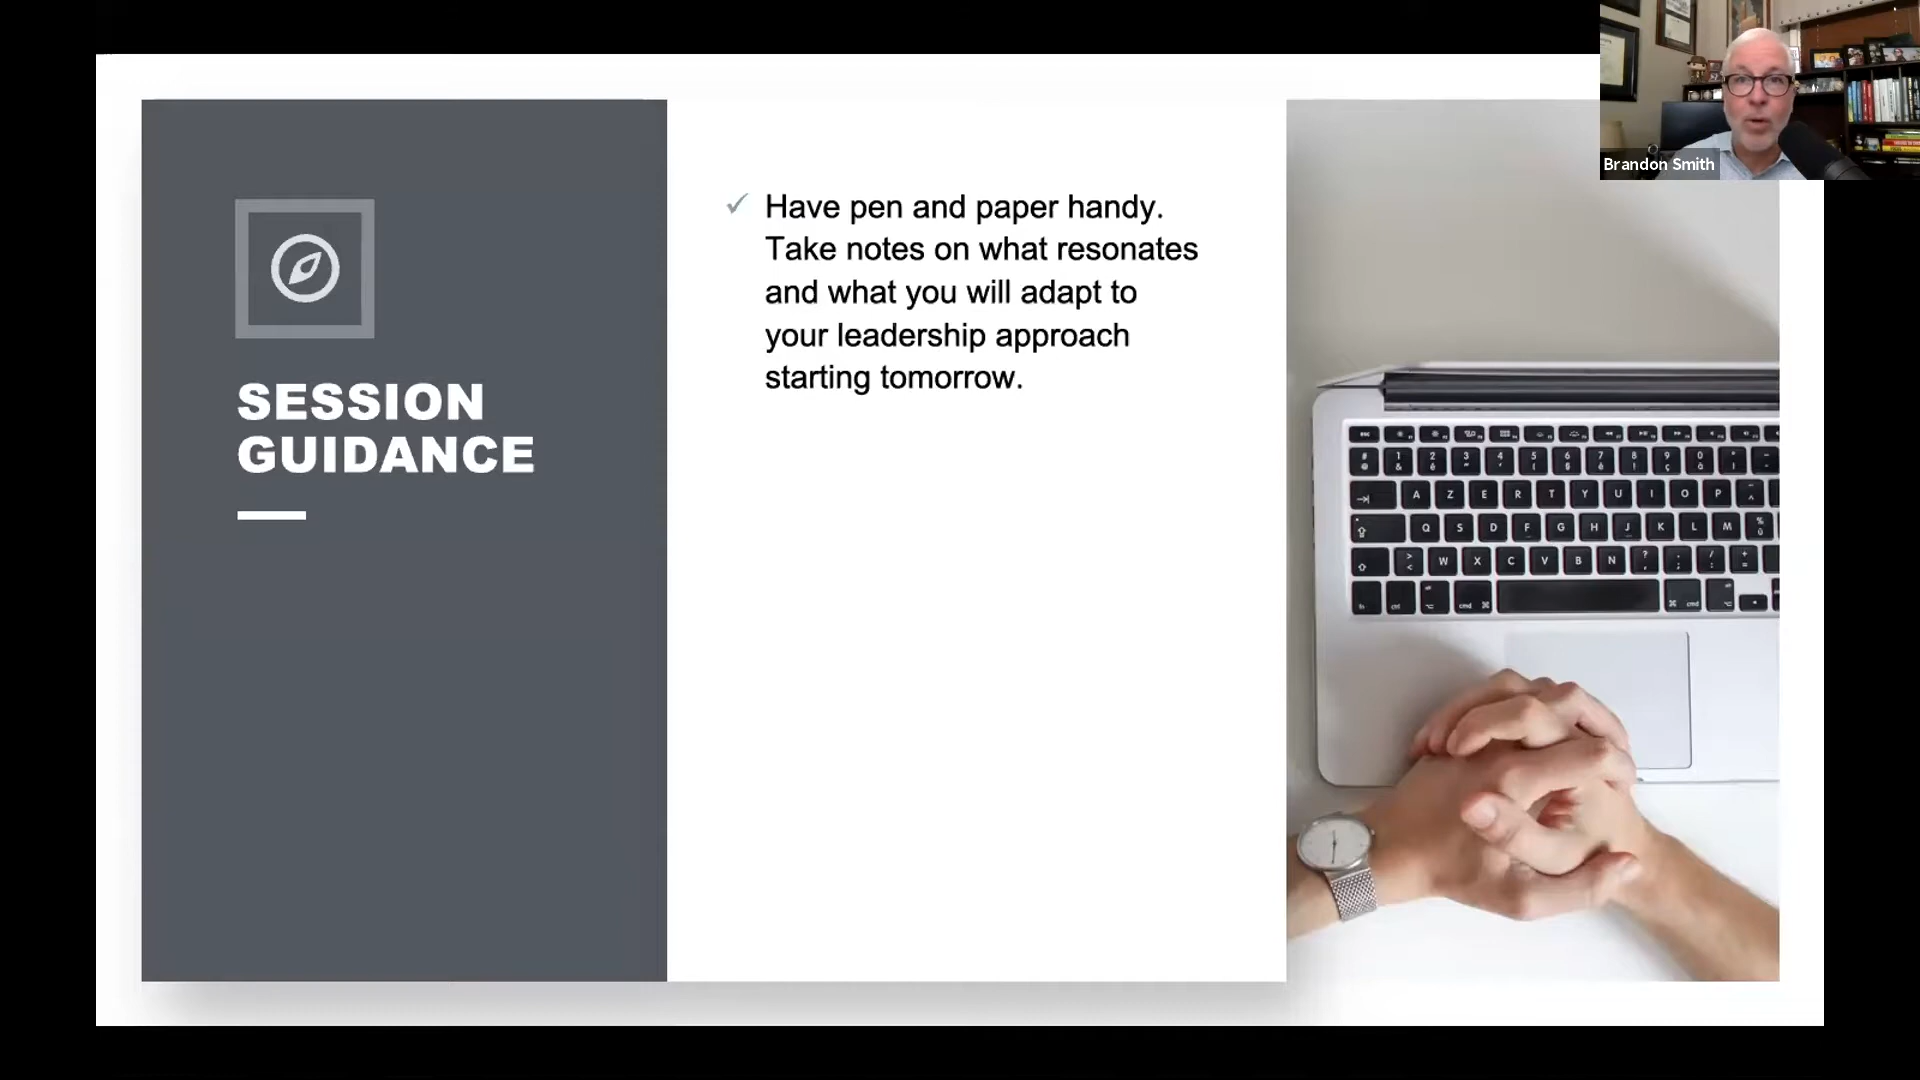 Brandon Smith
SESSION
GUIDANCE
Have pen and paper handy.
Take notes on what resonates
and what you will adapt to
your leadership approach
starting tomorrow.